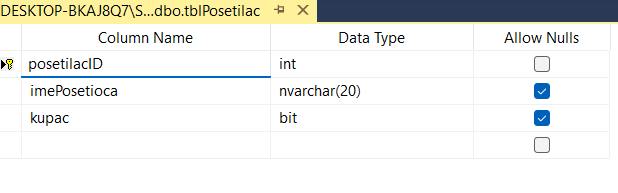 DESKTOP-BKAJ8Q7\S...dbo.tblPosetilac
Column Name Data Type Allow Nulls
posetilacID int
imePosetioca nvarchar(20)
kupac bit